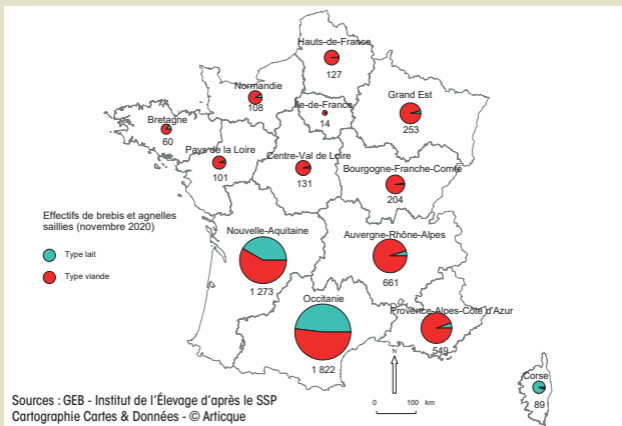 Hauts-de-France
127
Normandie
108
Île-de-France
14
Grand Est
253
Bretagne
60
Pays de la Loire
101
Centre-Val de Loire
131
Bourgogne-Franche-Comté
204
Effectifs de brebis et agnelles
saillies (novembre 2020)
Type lait
Type viande
Nouvelle-Aquitaine
1 273
Auvergne-Rhône-Alpes
661
Occitanie
1 822
Provence-Alpes-Côte d'Azur
549
N
0 100 km
Corse
89
Sources : GEB - Institut de l'Élevage d'après le SSP
Cartographie Cartes & Données - © Articque